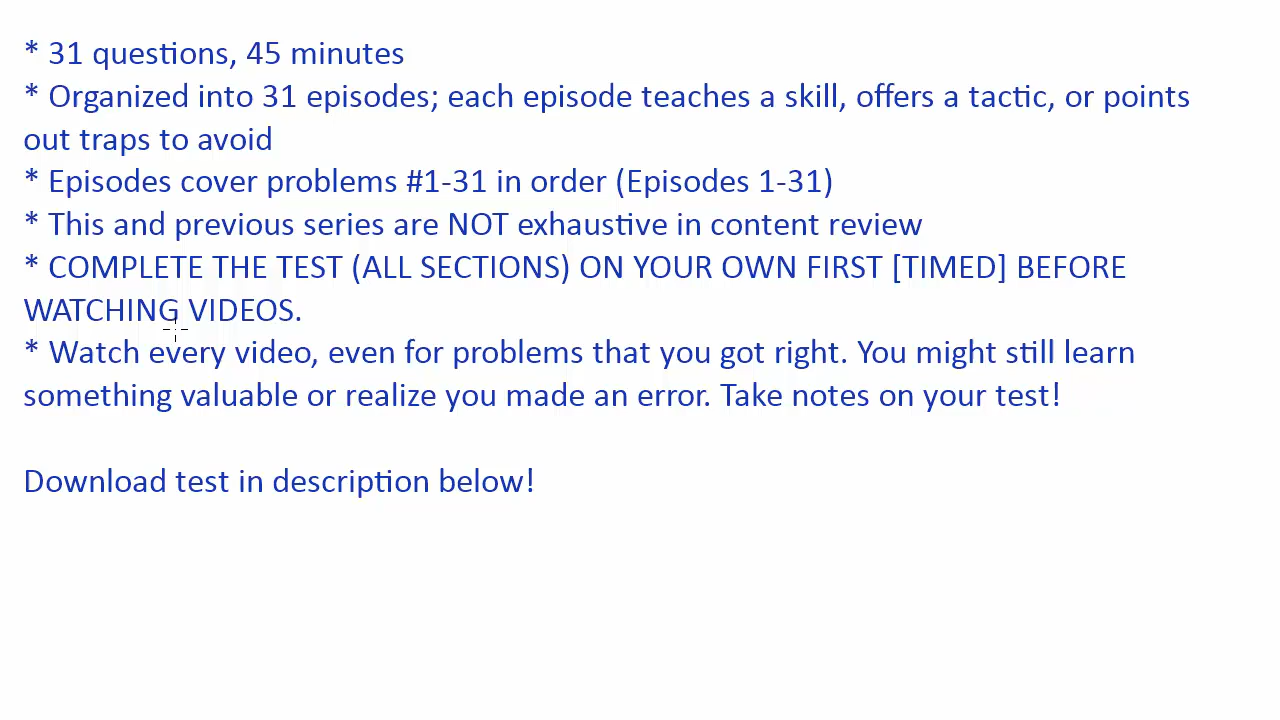 * 31 questions, 45 minutes
* Organized into 31 episodes; each episode teaches a skill, offers a tactic, or points
out traps to avoid
* Episodes cover problems #1-31 in order (Episodes 1-31)
* This and previous series are NOT exhaustive in content review
* COMPLETE THE TEST (ALL SECTIONS) ON YOUR OWN FIRST [TIMED] BEFORE
WATCHING VIDEOS.
* Watch every video, even for problems that you got right. You might still learn
something valuable or realize you made an error. Take notes on your test!
Download test in description below!